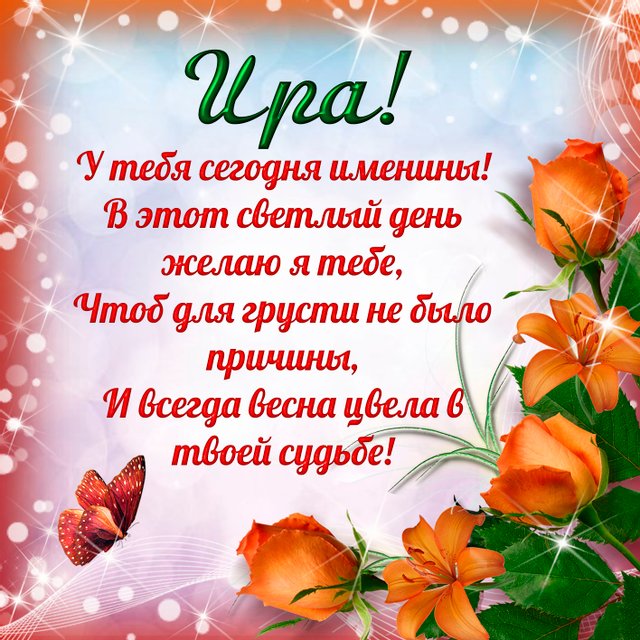 Ира!
У тебя сегодня именины!
В этот светлый день
желаю я тебе,
Чтоб для грусти не было
причины,
И всегда весна цвела в
твоей судьбе!